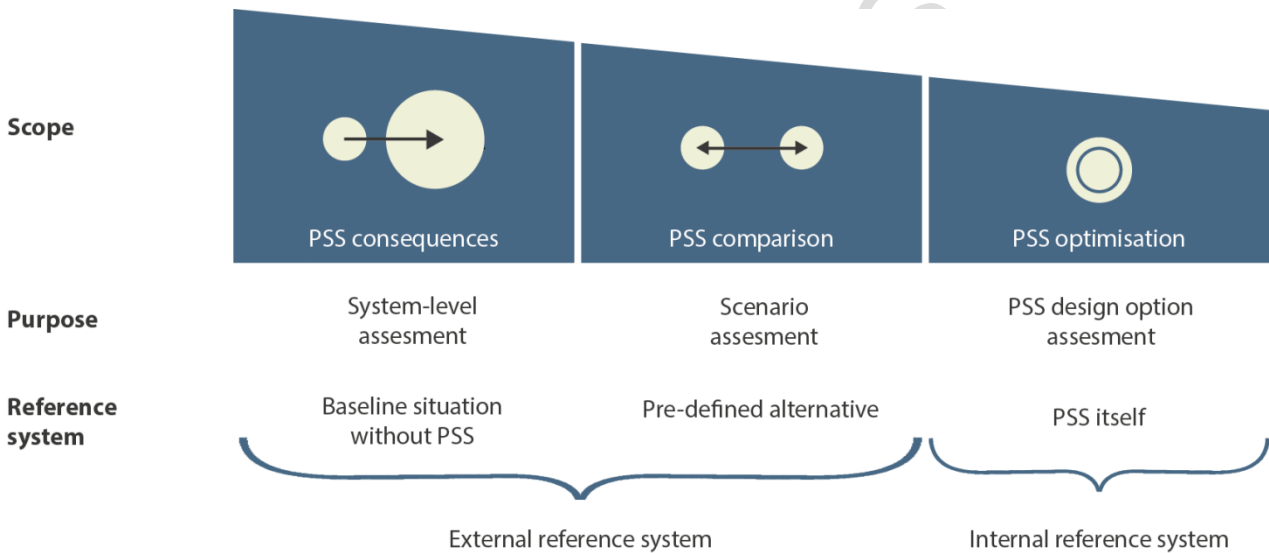 Scope
PSS consequences
PSS comparison
PSS optimisation
Purpose
System-level
assesment
Scenario
assesment
PSS design option
assesment
Reference
system
Baseline situation
without PSS
Pre-defined alternative
PSS itself
External reference system
Internal reference system